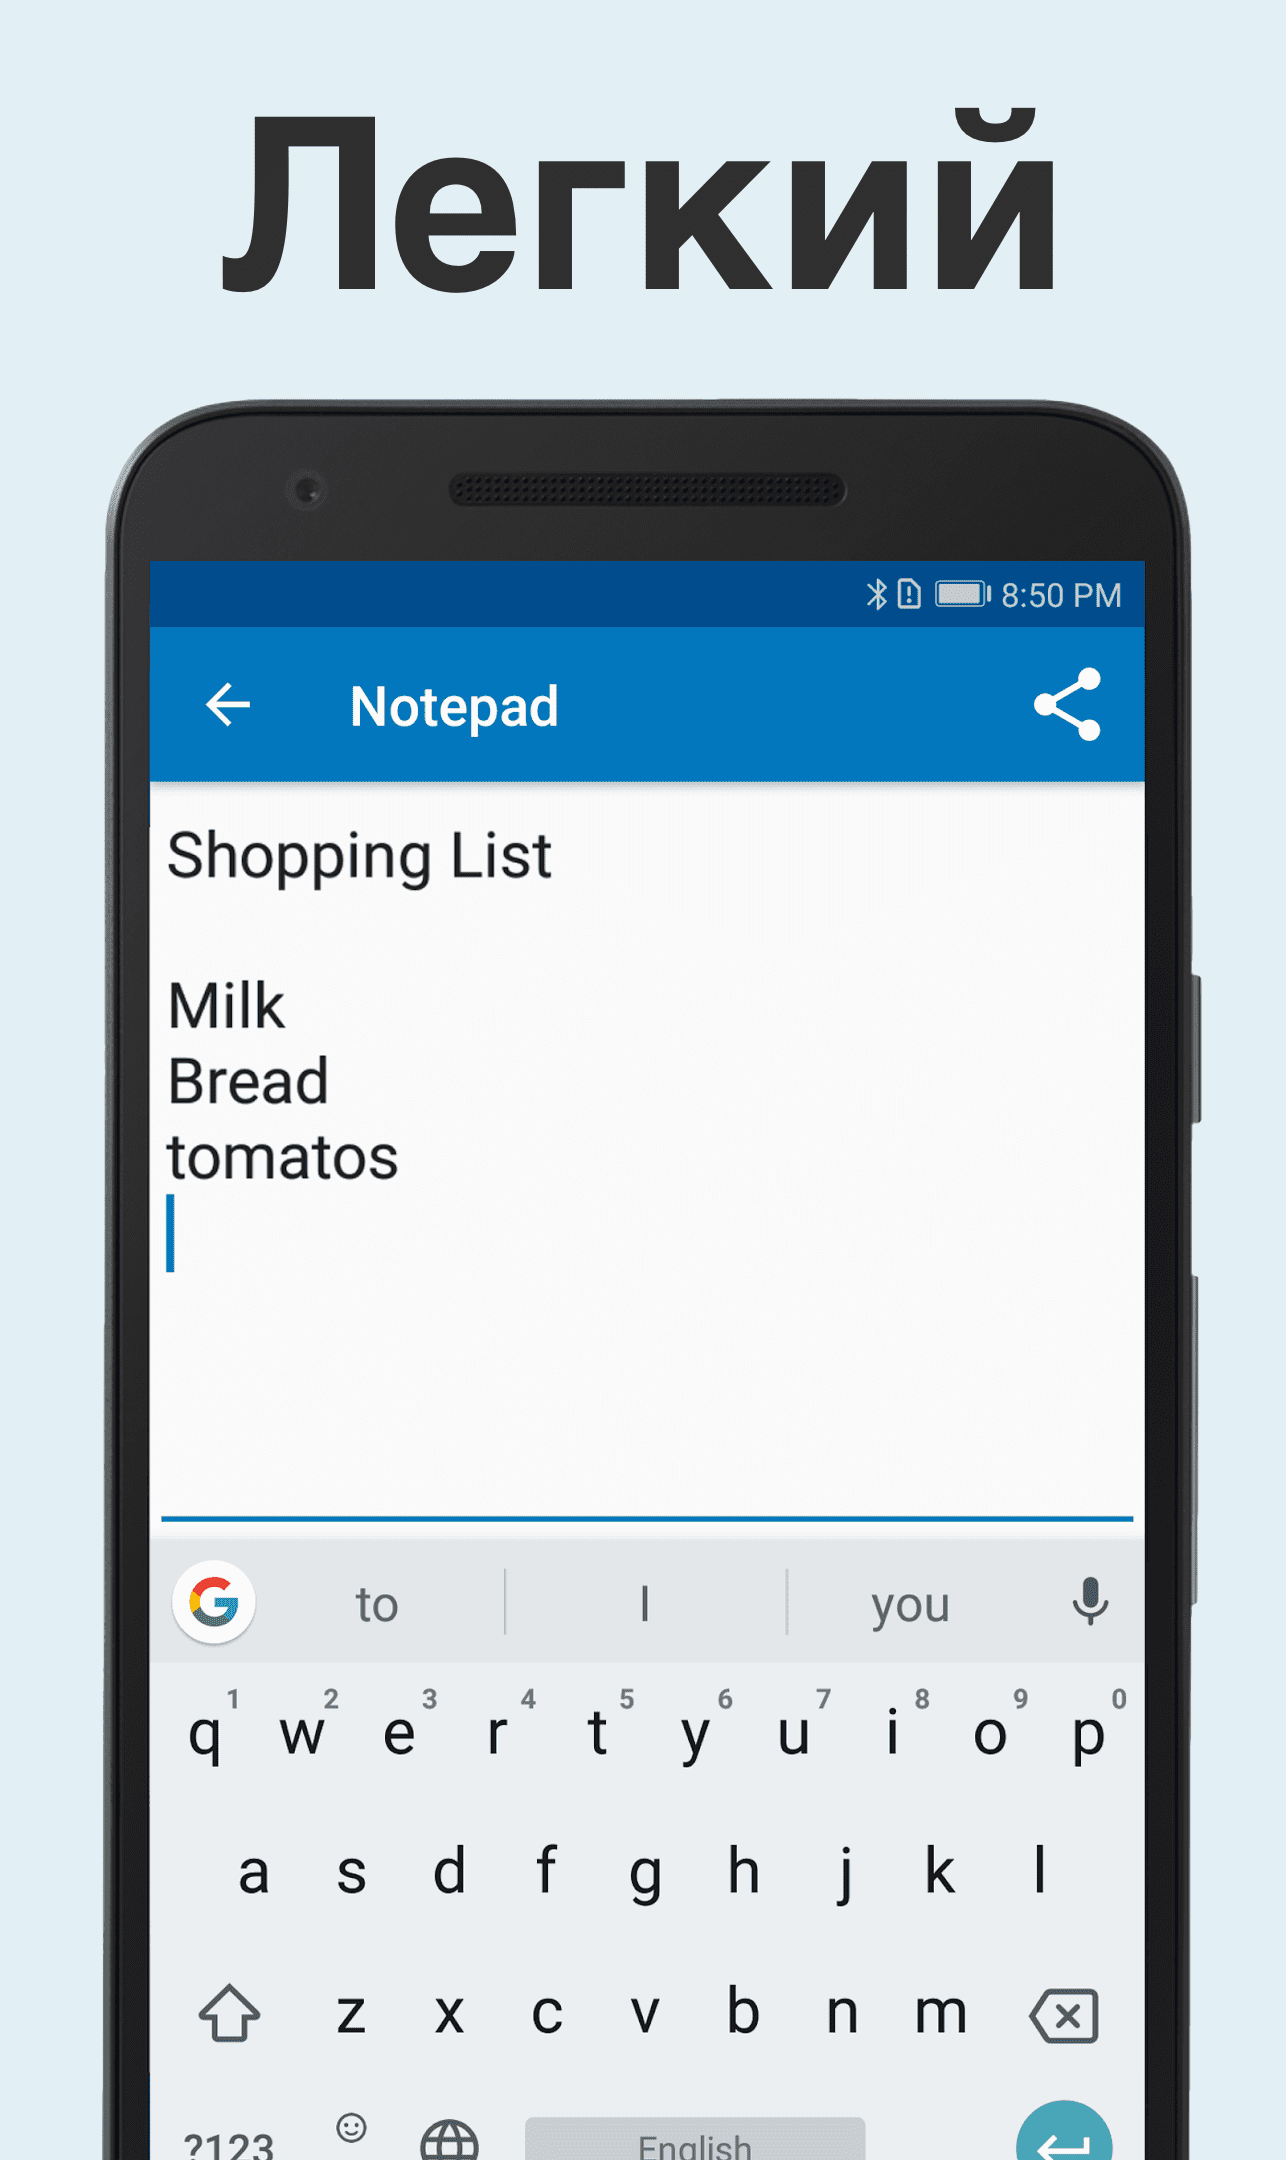 Легкий
8:50 PM
Notepad
Shopping List
Milk
Bread
tomatos
to I you
1 2 3 4 5 6 7 8 9 0
q w e r t y u i o p
a s d f g h j k l
z x c v b n m
?123 English